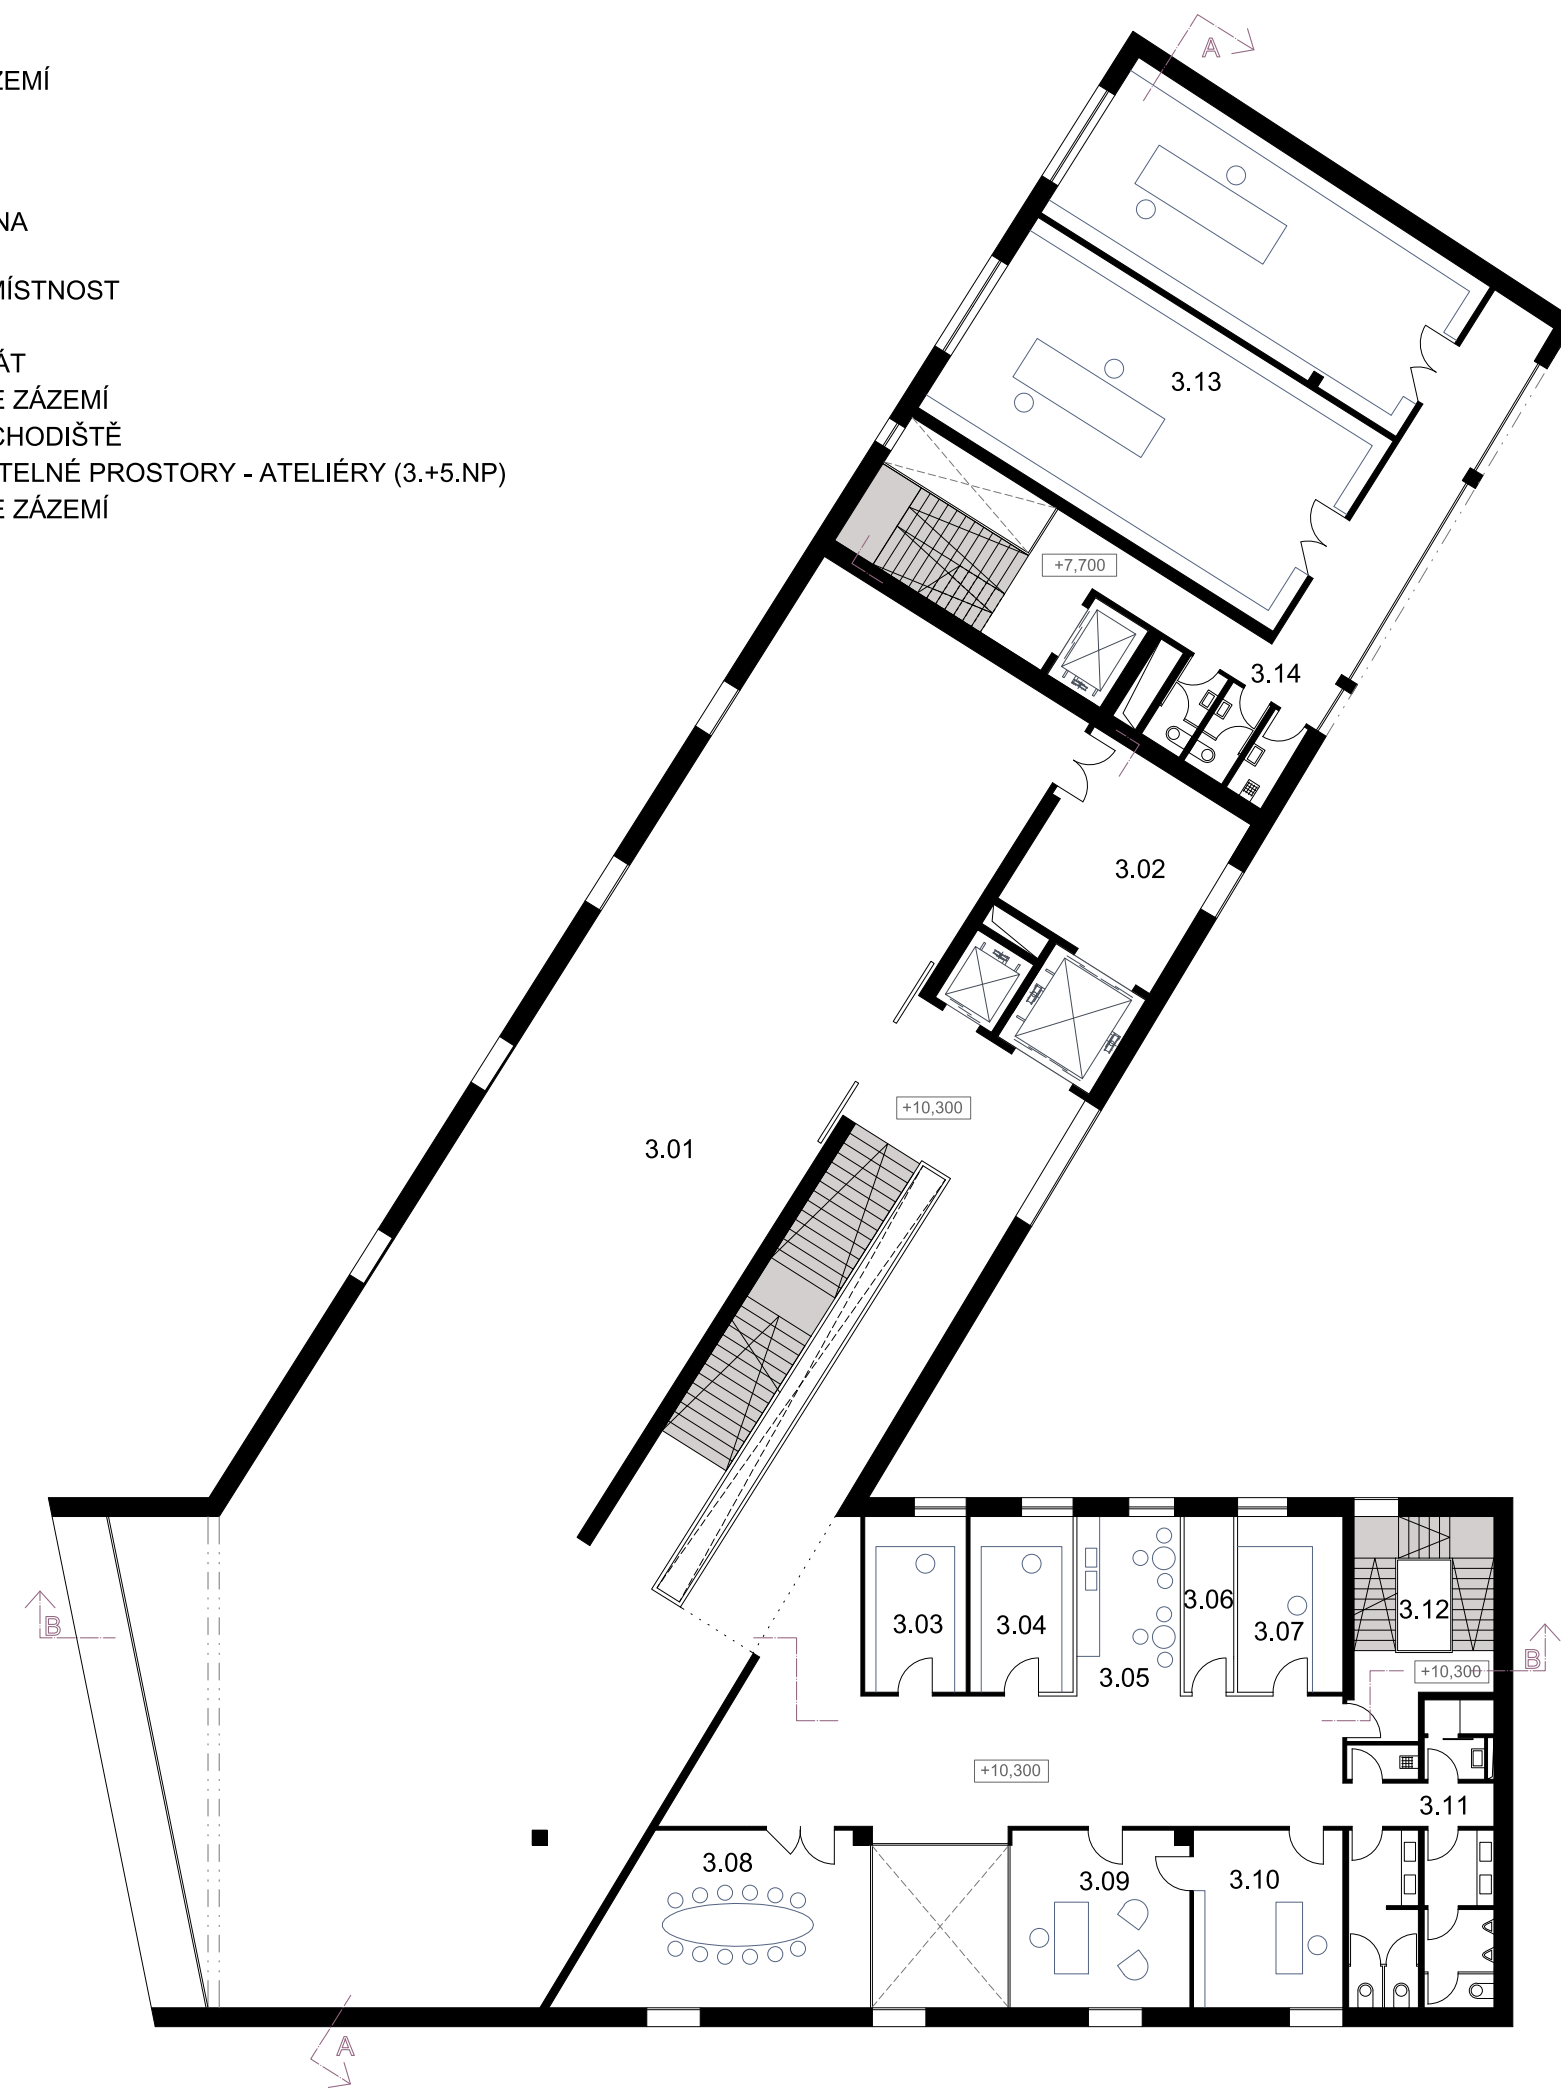 ZEMÍ
NA
MÍSTNOST
ÁT
E ZÁZEMÍ
CHODIŠTĚ
TELNÉ PROSTORY - ATELIÉRY (3.+5.NP)
E ZÁZEMÍ
A
3.13
+7,700
3.14
3.02
+10,300
3.01
3.03
3.04
3.05
3.06
3.07
3.12
B
B
+10,300
+10,300
3.11
3.08
3.09
3.10
A